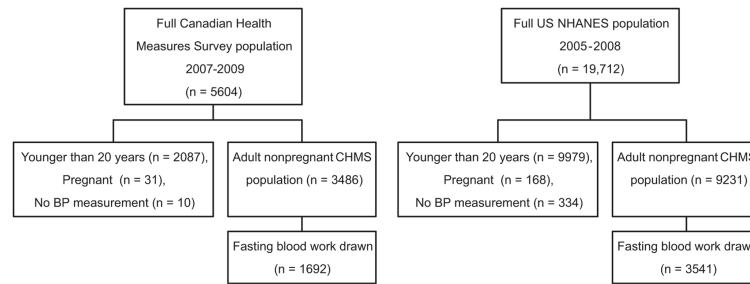 Full Canadian Health
Measures Survey population
2007-2009
(n = 5604)
Younger than 20 years (n = 2087),
Pregnant (n = 31),
No BP measurement (n = 10)
Adult nonpregnant CHMS
population (n = 3486)
Fasting blood work drawn
(n = 1692)
Full US NHANES population
2005-2008
(n = 19,712)
Younger than 20 years (n = 9979),
Pregnant (n = 168),
No BP measurement (n = 334)
Adult nonpregnant CHMS
population (n = 9231)
Fasting blood work drawn
(n = 3541)